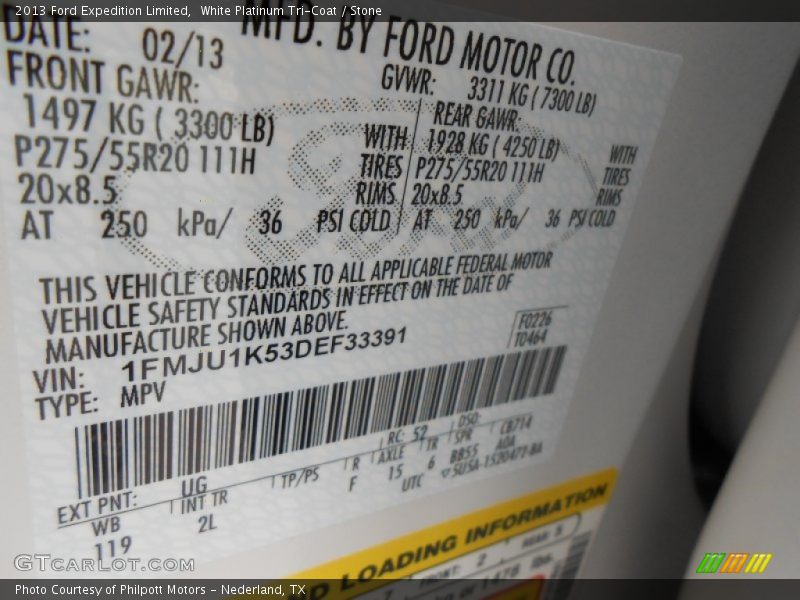 2013 Ford Expedition Limited,  White Platinum Tri-Coat / Stone
DATE: 02/13 MFD. BY FORD MOTOR CO.
FRONT GAWR: GVWR: 3311 KG ( 7300 LB)
1497 KG ( 3300 LB) REAR GAWR:
WITH 1928 KG ( 4250 LB) WITH
P275/55R20 111H TIRES P275/55R20 111H TIRES
20x8.5 RIMS 20x8.5 RIMS
AT 250 kPa/ 36 PSI COLD AT 250 kPa/ 36 PSI COLD
THIS VEHICLE CONFORMS TO ALL APPLICABLE FEDERAL MOTOR
VEHICLE SAFETY STANDARDS IN EFFECT ON THE DATE OF
MANUFACTURE SHOWN ABOVE.
F0226
T0464
VIN: 1FMJU1K53DEF33391
TYPE: MPV
EXT PNT: UG RC: 52 DSO:
WB INT TR TP/PS R AXLE TR SPR CB714
119 2L F 15 6 BB55 AOA
UTC
LOADING INFORMATION
FRONT: 2 REAR: 5
GTCARLOT.COM
Photo Courtesy of Philpott Motors - Nederland, TX